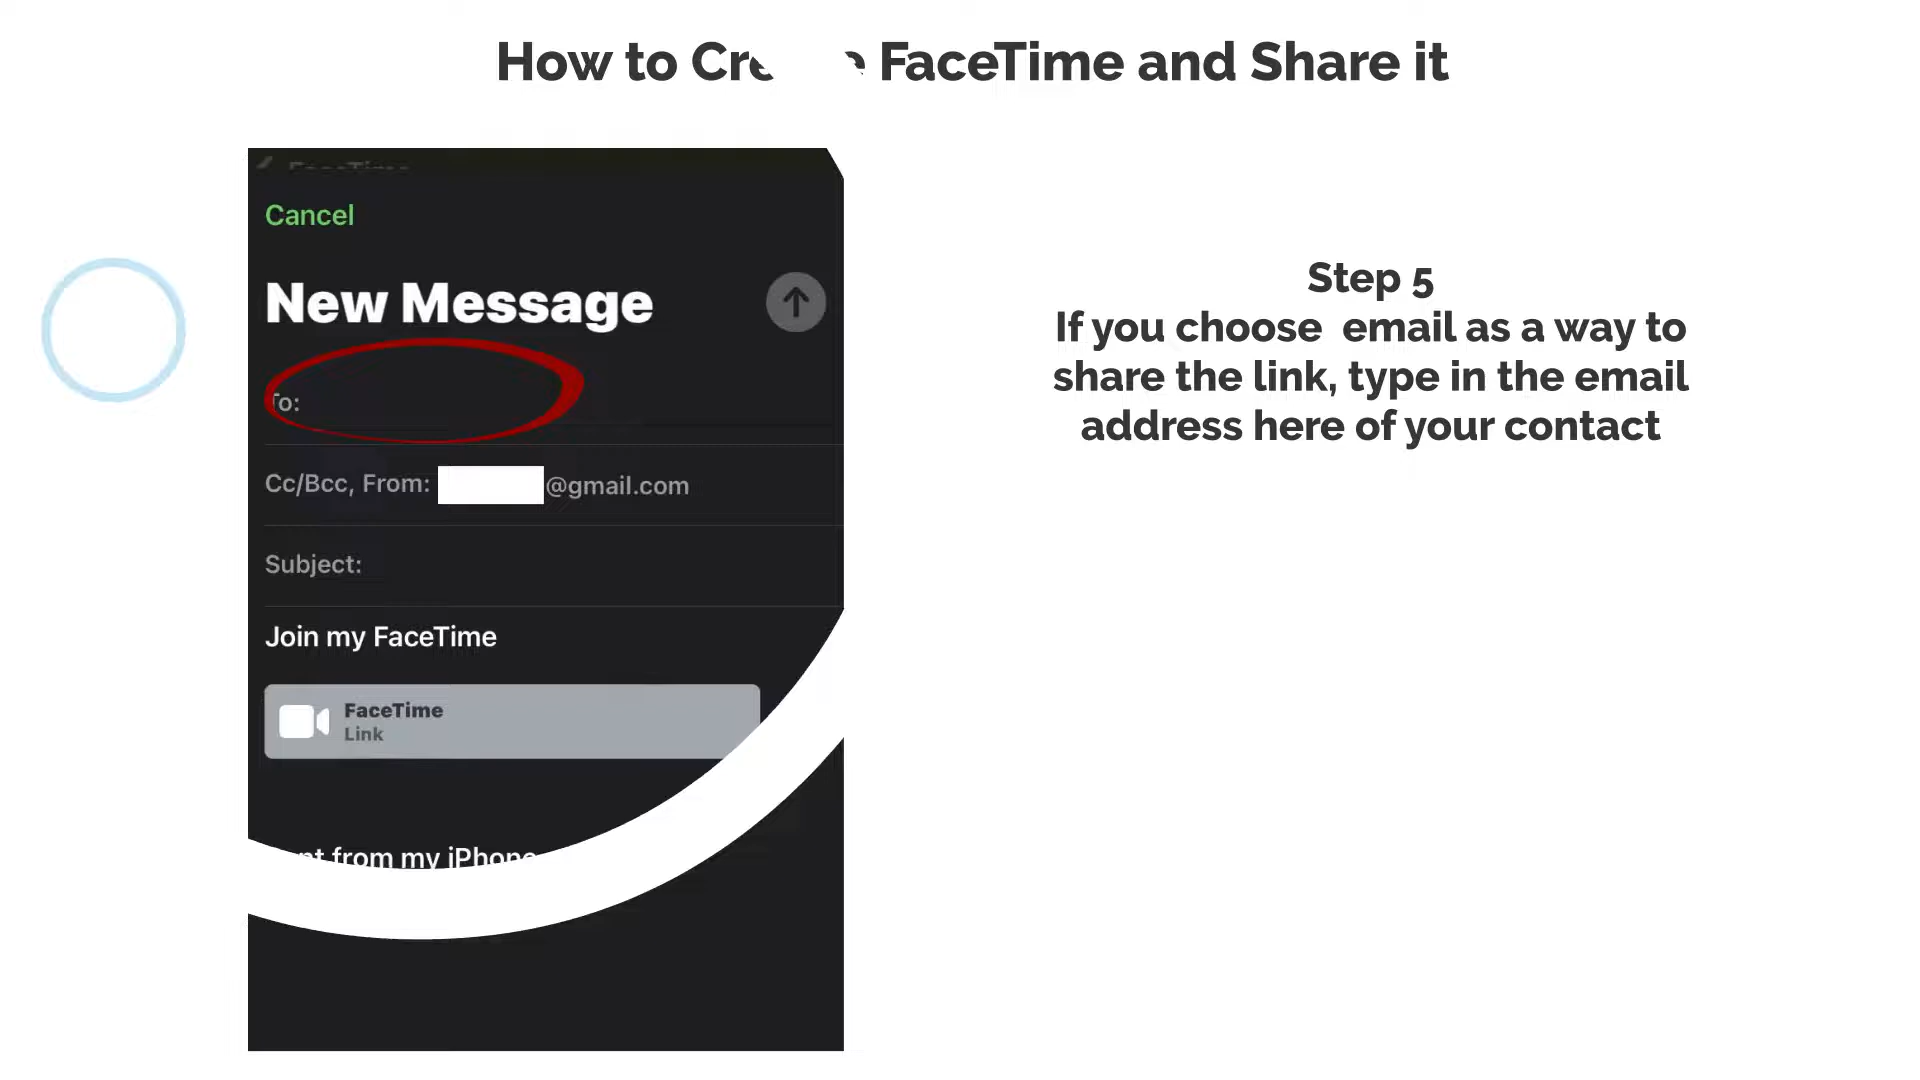 How to FaceTime and Share it
Cancel
New Message
To:
Cc/Bcc, From: @gmail.com
Subject:
Join my FaceTime
FaceTime
Link
from my iPhone
Step 5
If you choose email as a way to
share the link, type in the email
address here of your contact